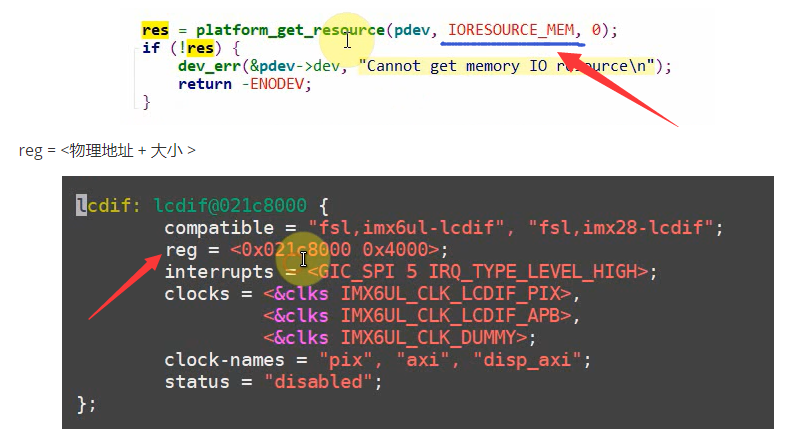 res = platform_get_resource(pdev, IORESOURCE_MEM, 0);
if (!res) {
dev_err(&pdev->dev, "Cannot get memory IO resource\n");
return -ENODEV;
}
reg = <物理地址 + 大小 >
lcdif: lcdif@021c8000 {
compatible = "fsl,imx6ul-lcdif", "fsl,imx28-lcdif";
reg = <0x021c8000 0x4000>;
interrupts = <GIC_SPI 5 IRQ_TYPE_LEVEL_HIGH>;
clocks = <&clks IMX6UL_CLK_LCDIF_PIX>,
<&clks IMX6UL_CLK_LCDIF_APB>,
<&clks IMX6UL_CLK_DUMMY>;
clock-names = "pix", "axi", "disp_axi";
status = "disabled";
};